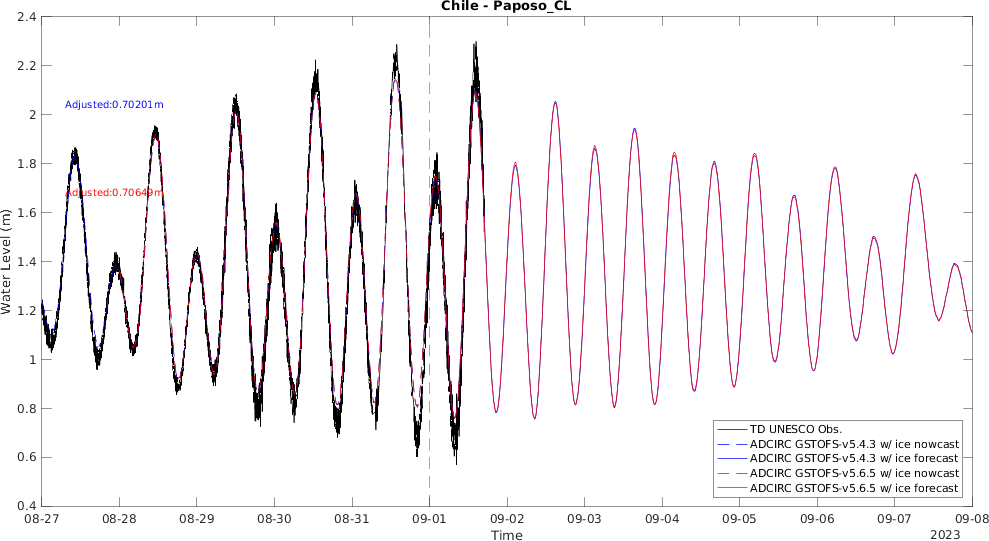 Chile - Paposo_CL
2.4
2.2
2
1.8
1.6
1.4
1.2
1
0.8
0.6
0.4
Water Level (m)
Adjusted:0.70201m
Adjusted:0.70649m
TD UNESCO Obs.
ADCIRC GSTOFS-v5.4.3 w/ ice nowcast
ADCIRC GSTOFS-v5.4.3 w/ ice forecast
ADCIRC GSTOFS-v5.6.5 w/ ice nowcast
ADCIRC GSTOFS-v5.6.5 w/ ice forecast
08-27 08-28 08-29 08-30 08-31 09-01 09-02 09-03 09-04 09-05 09-06 09-07 09-08
Time
2023